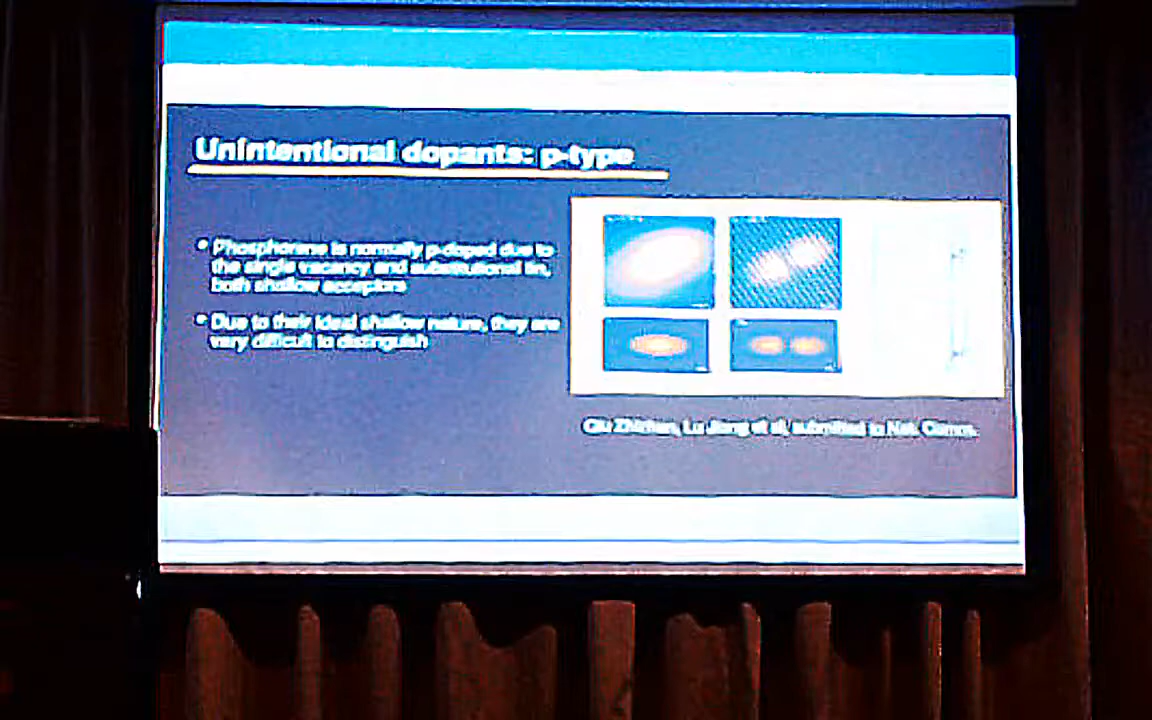 Unintentional dopants: p-type
• Phosphorene is normally p-doped due to
the single vacancy and substitutional tin,
both shallow acceptors
• Due to their ideal shallow nature, they are
very difficult to distinguish
Qiu Zhizhan, Lu Jiong et al, submitted to Nat. Comm.